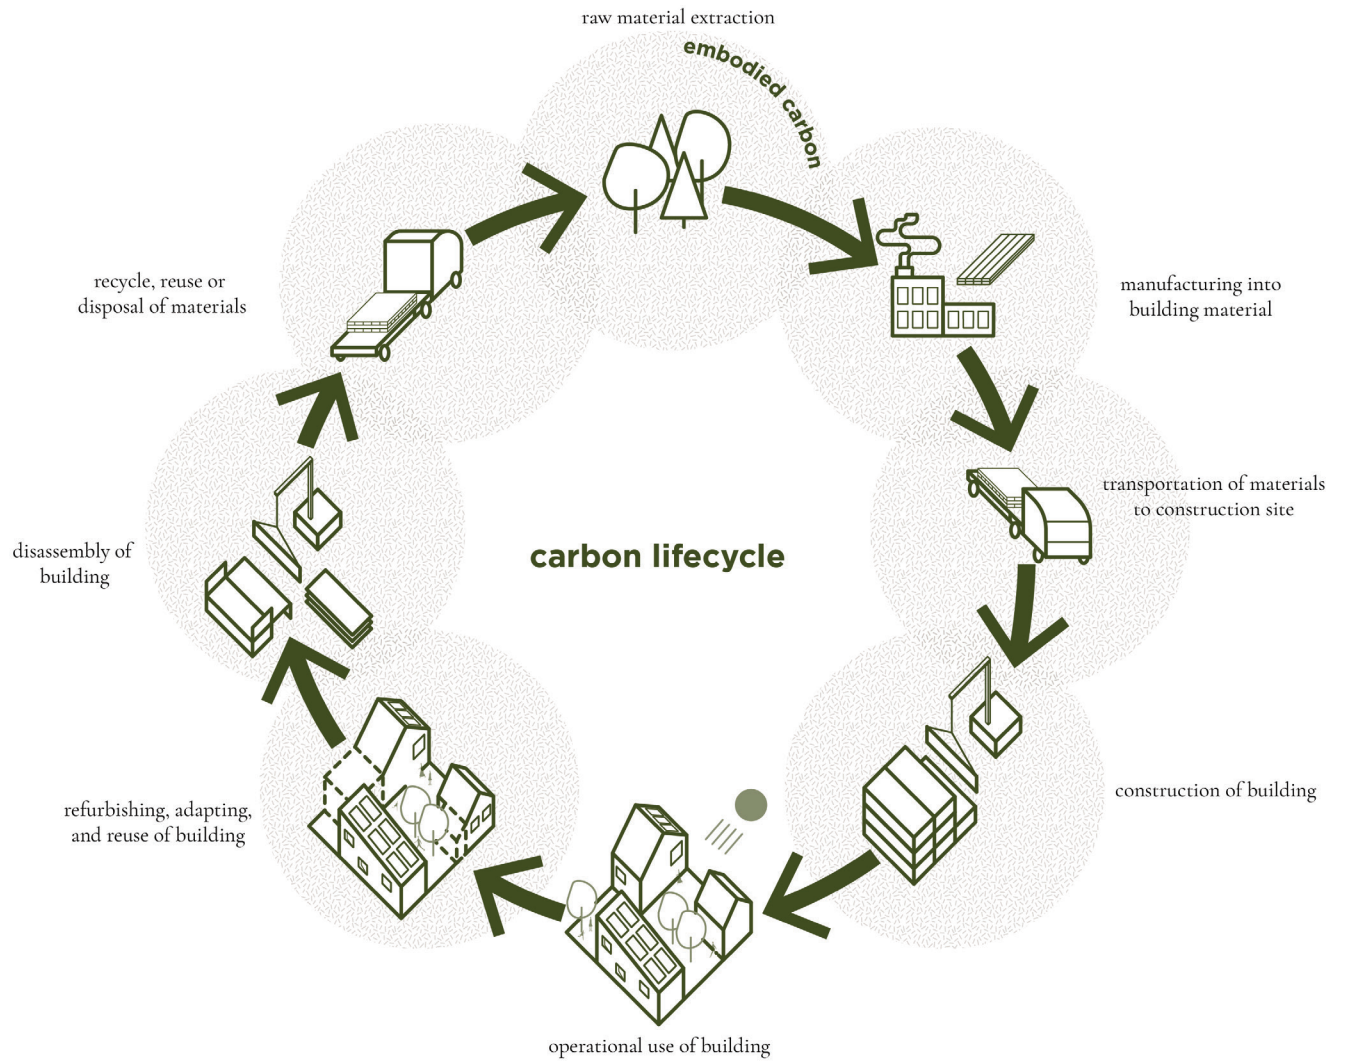 raw material extraction
embodied carbon
manufacturing into
building material
transportation of materials
to construction site
construction of building
operational use of building
refurbishing, adapting,
and reuse of building
disassembly of
building
recycle, reuse or
disposal of materials
carbon lifecycle